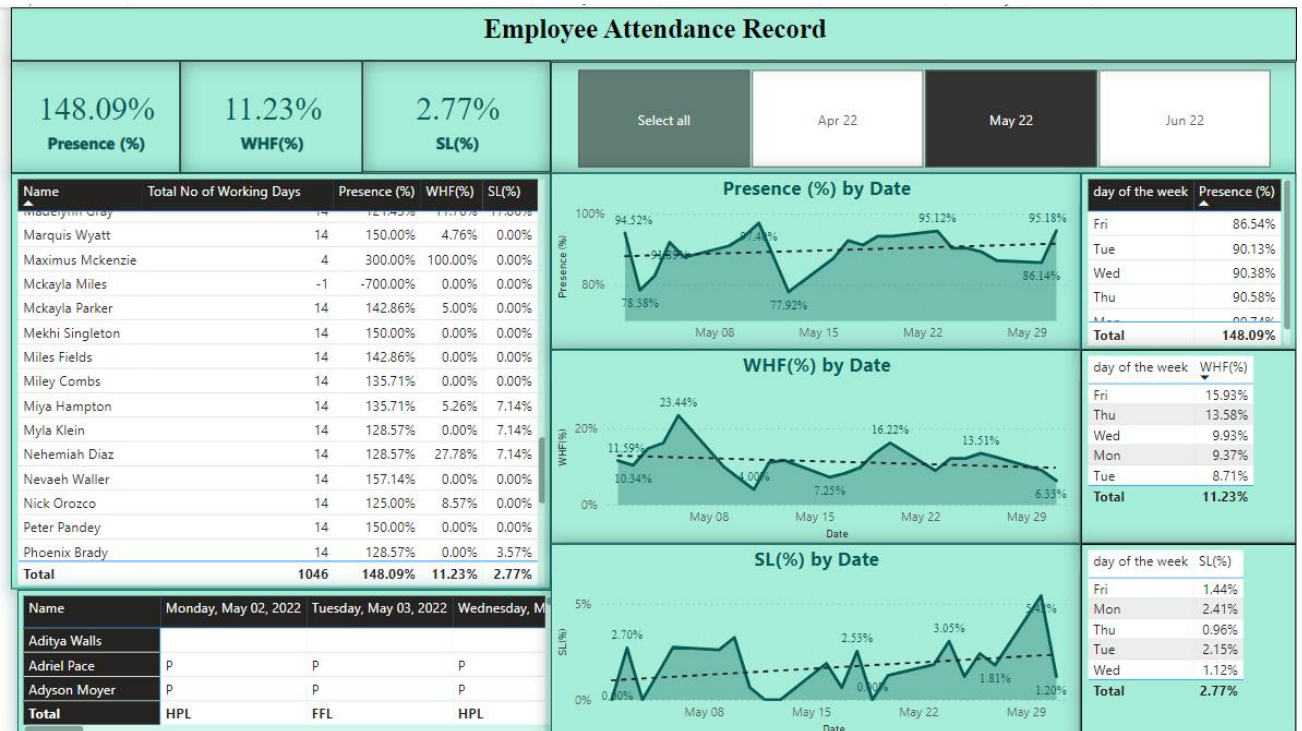 Employee Attendance Record
148.09%
Presence (%)
11.23%
WHF(%)
2.77%
SL(%)
Select all
Apr 22
May 22
Jun 22
Name Total No of Working Days Presence (%) WHF(%) SL(%)
Marquis Wyatt 14 150.00% 4.76% 0.00%
Maximus Mckenzie 4 300.00% 100.00% 0.00%
Mckayla Miles -1 -700.00% 0.00% 0.00%
Mckayla Parker 14 142.86% 5.00% 0.00%
Mekhi Singleton 14 150.00% 0.00% 0.00%
Miles Fields 14 142.86% 0.00% 0.00%
Miley Combs 14 135.71% 0.00% 0.00%
Miya Hampton 14 135.71% 5.26% 7.14%
Myla Klein 14 128.57% 0.00% 7.14%
Nehemiah Diaz 14 128.57% 27.78% 7.14%
Nevaeh Waller 14 157.14% 0.00% 0.00%
Nick Orozco 14 125.00% 8.57% 0.00%
Peter Pandey 14 150.00% 0.00% 0.00%
Phoenix Brady 14 128.57% 0.00% 3.57%
Total 1046 148.09% 11.23% 2.77%
Name Monday, May 02, 2022 Tuesday, May 03, 2022 Wednesday, M
Aditya Walls
Adriel Pace P P P
Adyson Moyer P P P
Total HPL FFL HPL
Presence (%) by Date
Presence (%)
100%
80%
94.52%
78.38%
77.92%
95.12%
86.14%
95.18%
May 08 May 15 May 22 May 29
day of the week Presence (%)
Fri 86.54%
Tue 90.13%
Wed 90.38%
Thu 90.58%
Total 148.09%
WHF(%) by Date
WHF(%)
20%
0%
11.59%
10.34%
23.44%
4.00%
7.25%
16.22%
13.51%
6.33%
May 08 May 15 May 22 May 29
Date
day of the week WHF(%)
Fri 15.93%
Thu 13.58%
Wed 9.93%
Mon 9.37%
Tue 8.71%
Total 11.23%
SL(%) by Date
SL(%)
5%
0%
0.00%
2.70%
2.53%
0.00%
3.05%
1.81%
1.20%
May 08 May 15 May 22 May 29
Date
day of the week SL(%)
Fri 1.44%
Mon 2.41%
Thu 0.96%
Tue 2.15%
Wed 1.12%
Total 2.77%